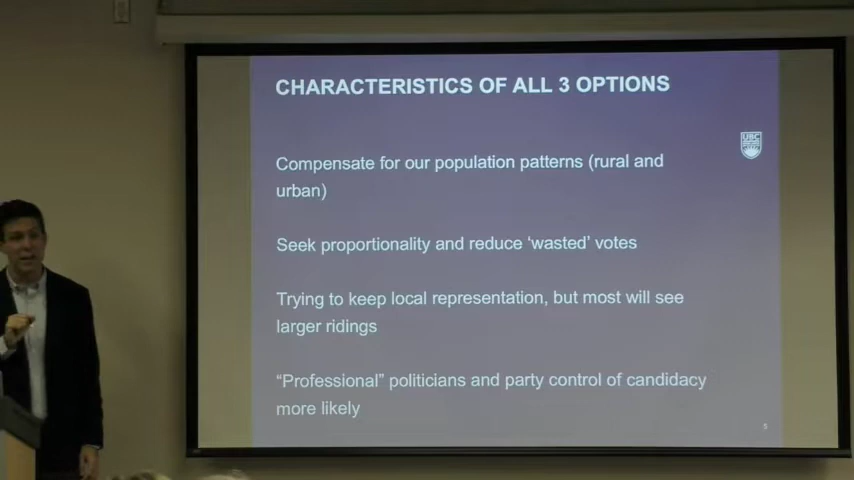 CHARACTERISTICS OF ALL 3 OPTIONS
UBC
Compensate for our population patterns (rural and
urban)
Seek proportionality and reduce ‘wasted’ votes
Trying to keep local representation, but most will see
larger ridings
“Professional” politicians and party control of candidacy
more likely
5